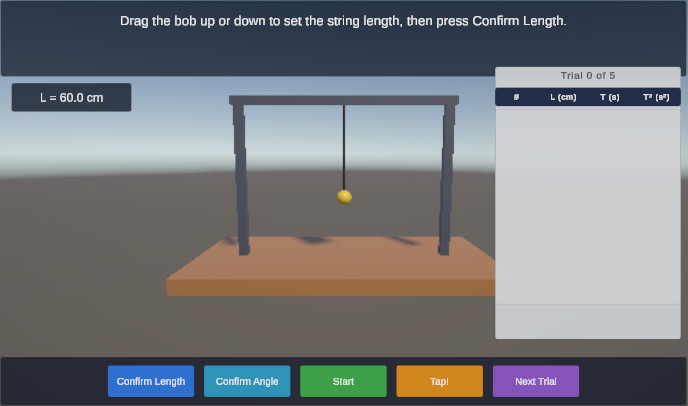 Drag the bob up or down to set the string length, then press Confirm Length.
L = 60.0 cm
Trial 0 of 5
# L (cm) T (s) T² (s²)
Confirm Length Confirm Angle Start Tap! Next Trial